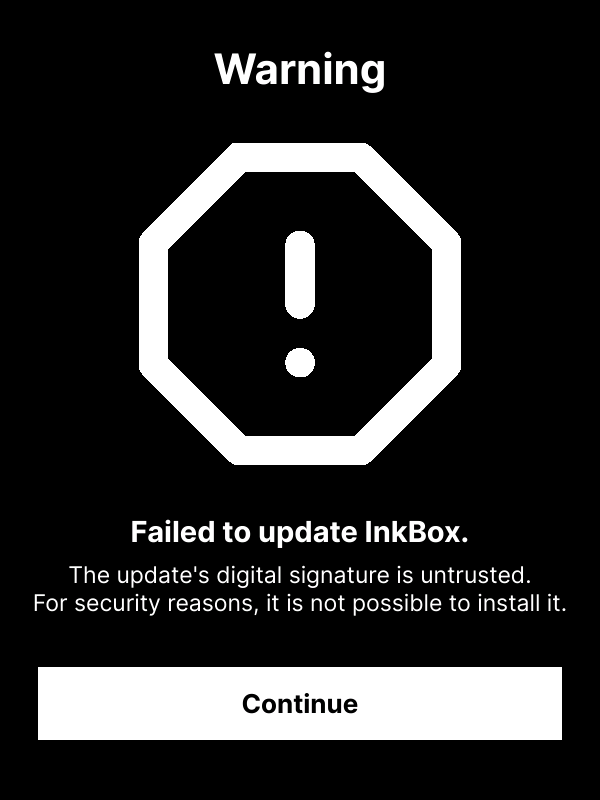 Warning
Failed to update InkBox.
The update's digital signature is untrusted.
For security reasons, it is not possible to install it.
Continue